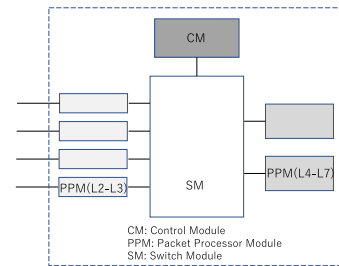 CM
PPM(L4-L7)
PPM(L2-L3)
SM
CM: Control Module
PPM: Packet Processor Module
SM: Switch Module